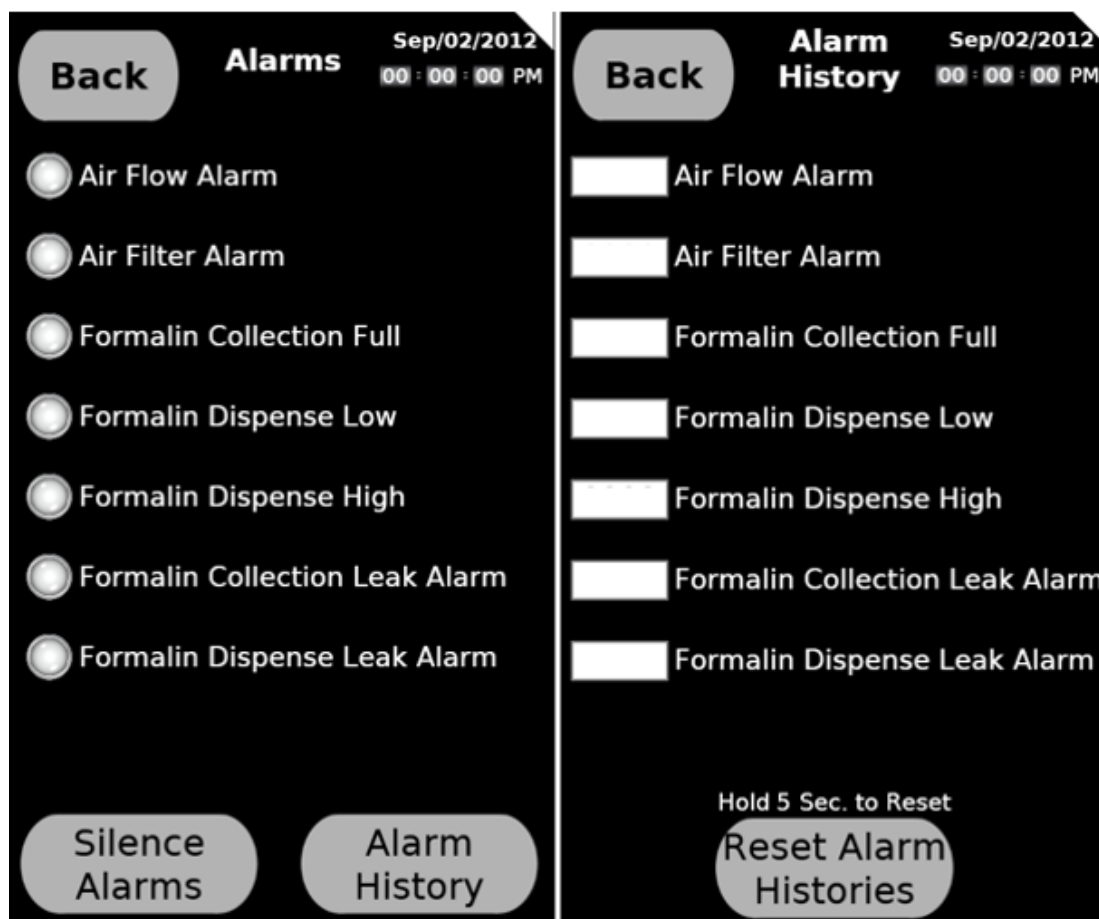 Back
Alarms
Sep/02/2012
00 : 00 : 00 PM
Air Flow Alarm
Air Filter Alarm
Formalin Collection Full
Formalin Dispense Low
Formalin Dispense High
Formalin Collection Leak Alarm
Formalin Dispense Leak Alarm
Silence
Alarms
Alarm
History
Back
Alarm
History
Sep/02/2012
00 : 00 : 00 PM
Air Flow Alarm
Air Filter Alarm
Formalin Collection Full
Formalin Dispense Low
Formalin Dispense High
Formalin Collection Leak Alarm
Formalin Dispense Leak Alarm
Hold 5 Sec. to Reset
Reset Alarm
Histories